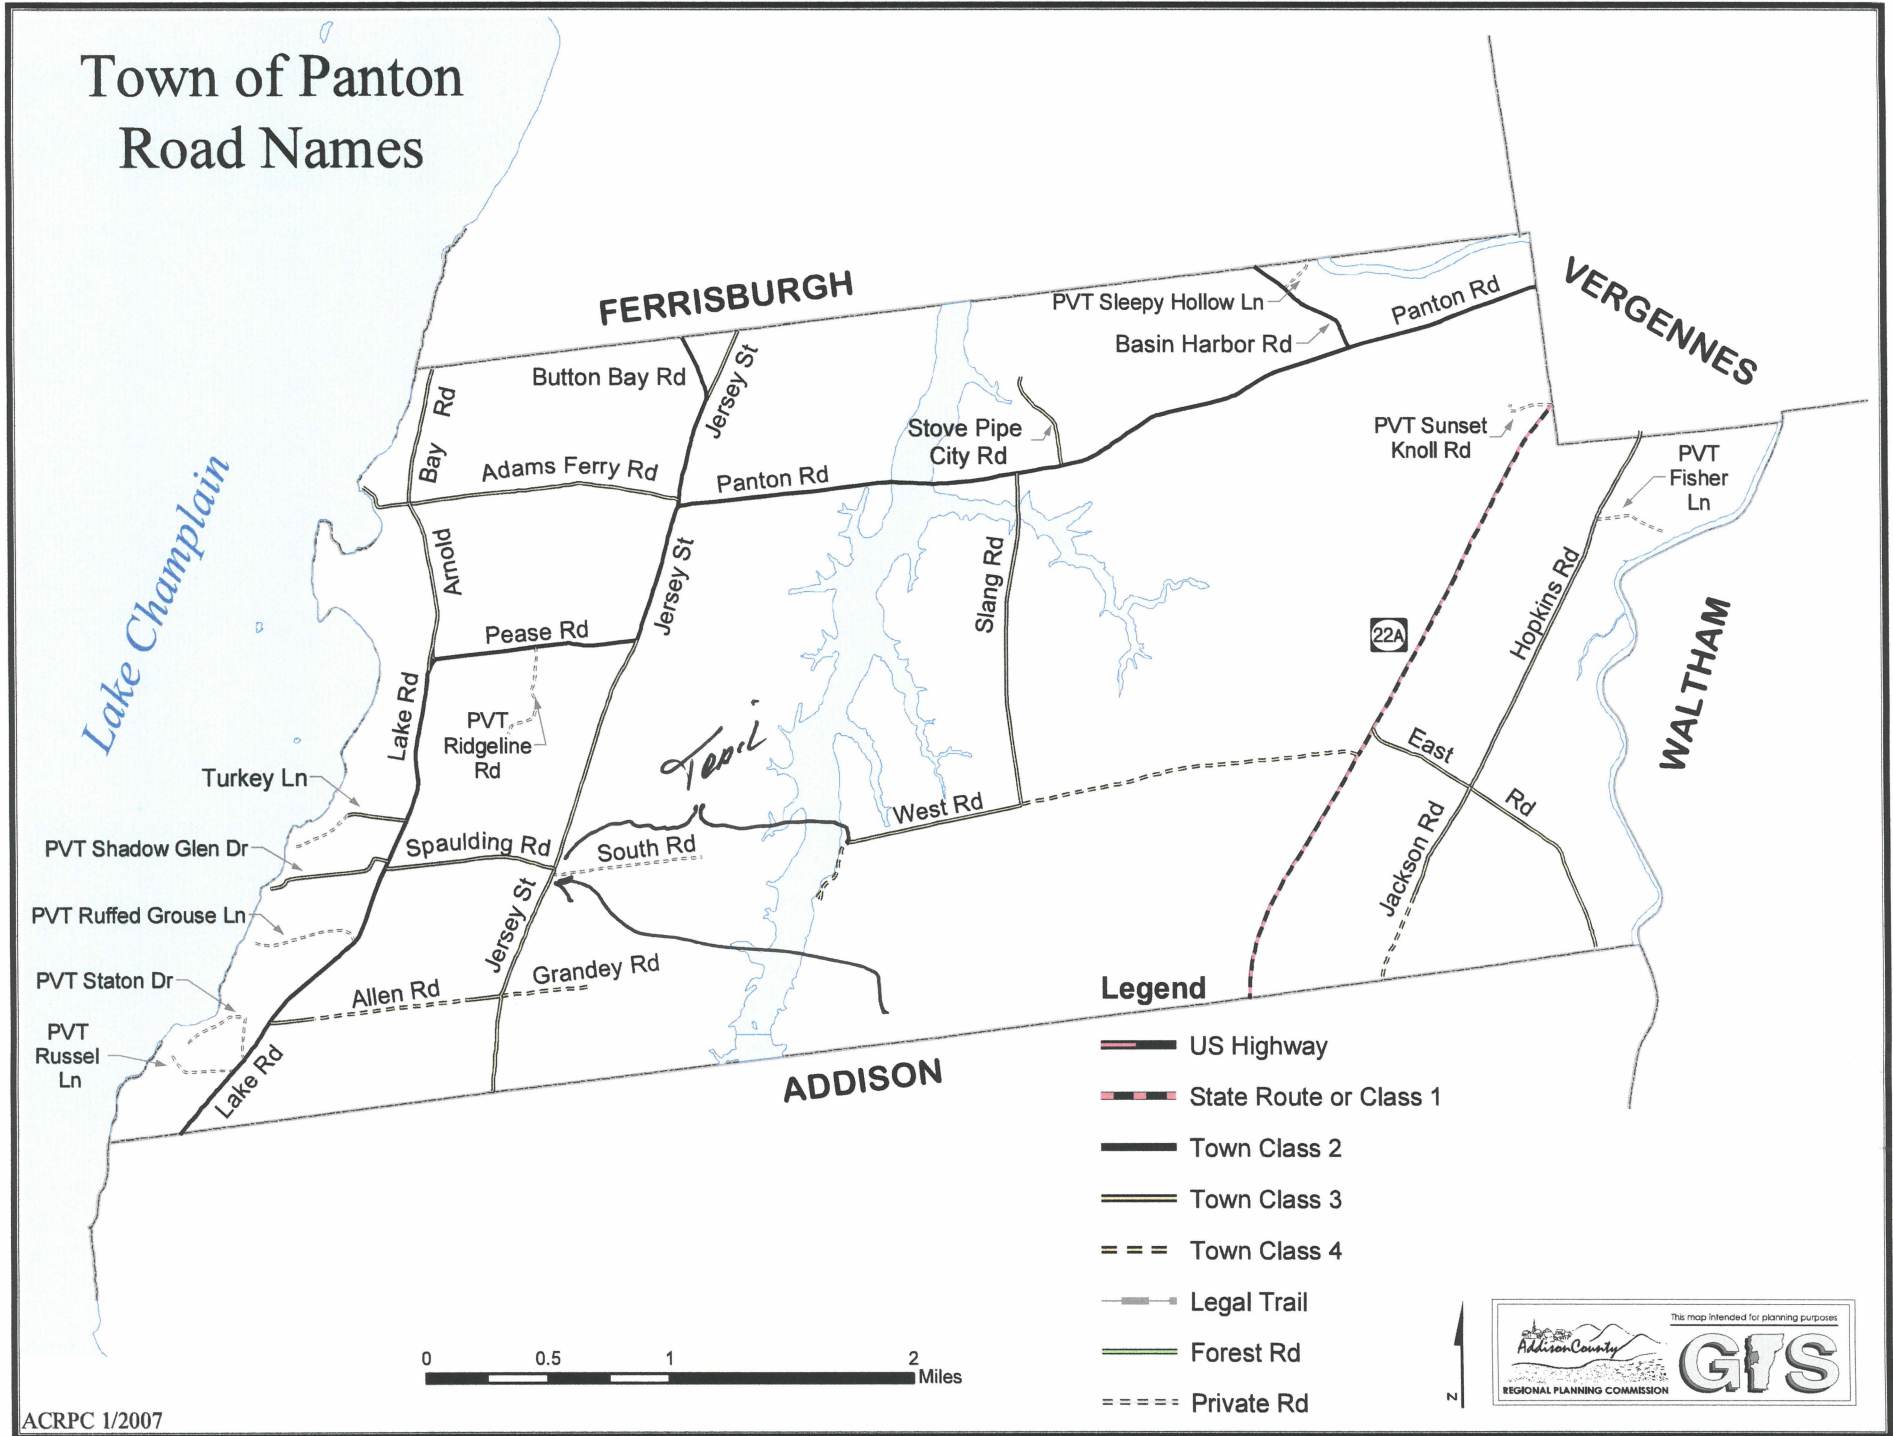 Town of Panton
Road Names
FERRISBURGH
VERGENNES
WALTHAM
ADDISON
Lake Champlain
PVT Sleepy Hollow Ln
Basin Harbor Rd
Panton Rd
Button Bay Rd
Jersey St
Bay Rd
Adams Ferry Rd
Panton Rd
Stove Pipe
City Rd
PVT Sunset
Knoll Rd
PVT
Fisher
Ln
Arnold
Jersey St
Slang Rd
Hopkins Rd
22A
Pease Rd
Lake Rd
PVT
Ridgeline
Rd
Turkey Ln
West Rd
East
Rd
PVT Shadow Glen Dr
Spaulding Rd
South Rd
Jackson Rd
PVT Ruffed Grouse Ln
Jersey St
PVT Staton Dr
Allen Rd
Grandey Rd
PVT
Russel
Ln
Lake Rd
Legend
US Highway
State Route or Class 1
Town Class 2
Town Class 3
Town Class 4
Legal Trail
Forest Rd
Private Rd
0 0.5 1 2
Miles
N
This map intended for planning purposes
Addison County
REGIONAL PLANNING COMMISSION
GIS
ACRPC 1/2007